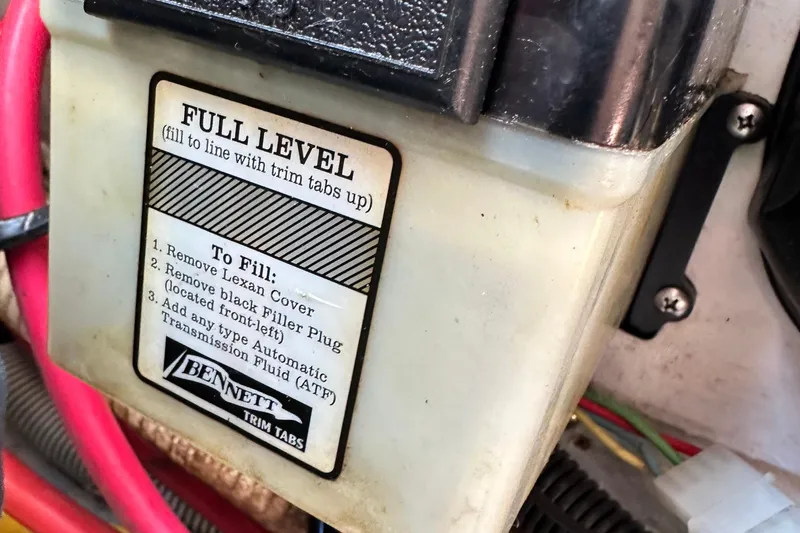 FULL LEVEL
(fill to line with trim tabs up)
To Fill:
1. Remove Lexan Cover
2. Remove black Filler Plug
(located front-left)
3. Add any type Automatic
Transmission Fluid (ATF)
BENNETT
TRIM TABS